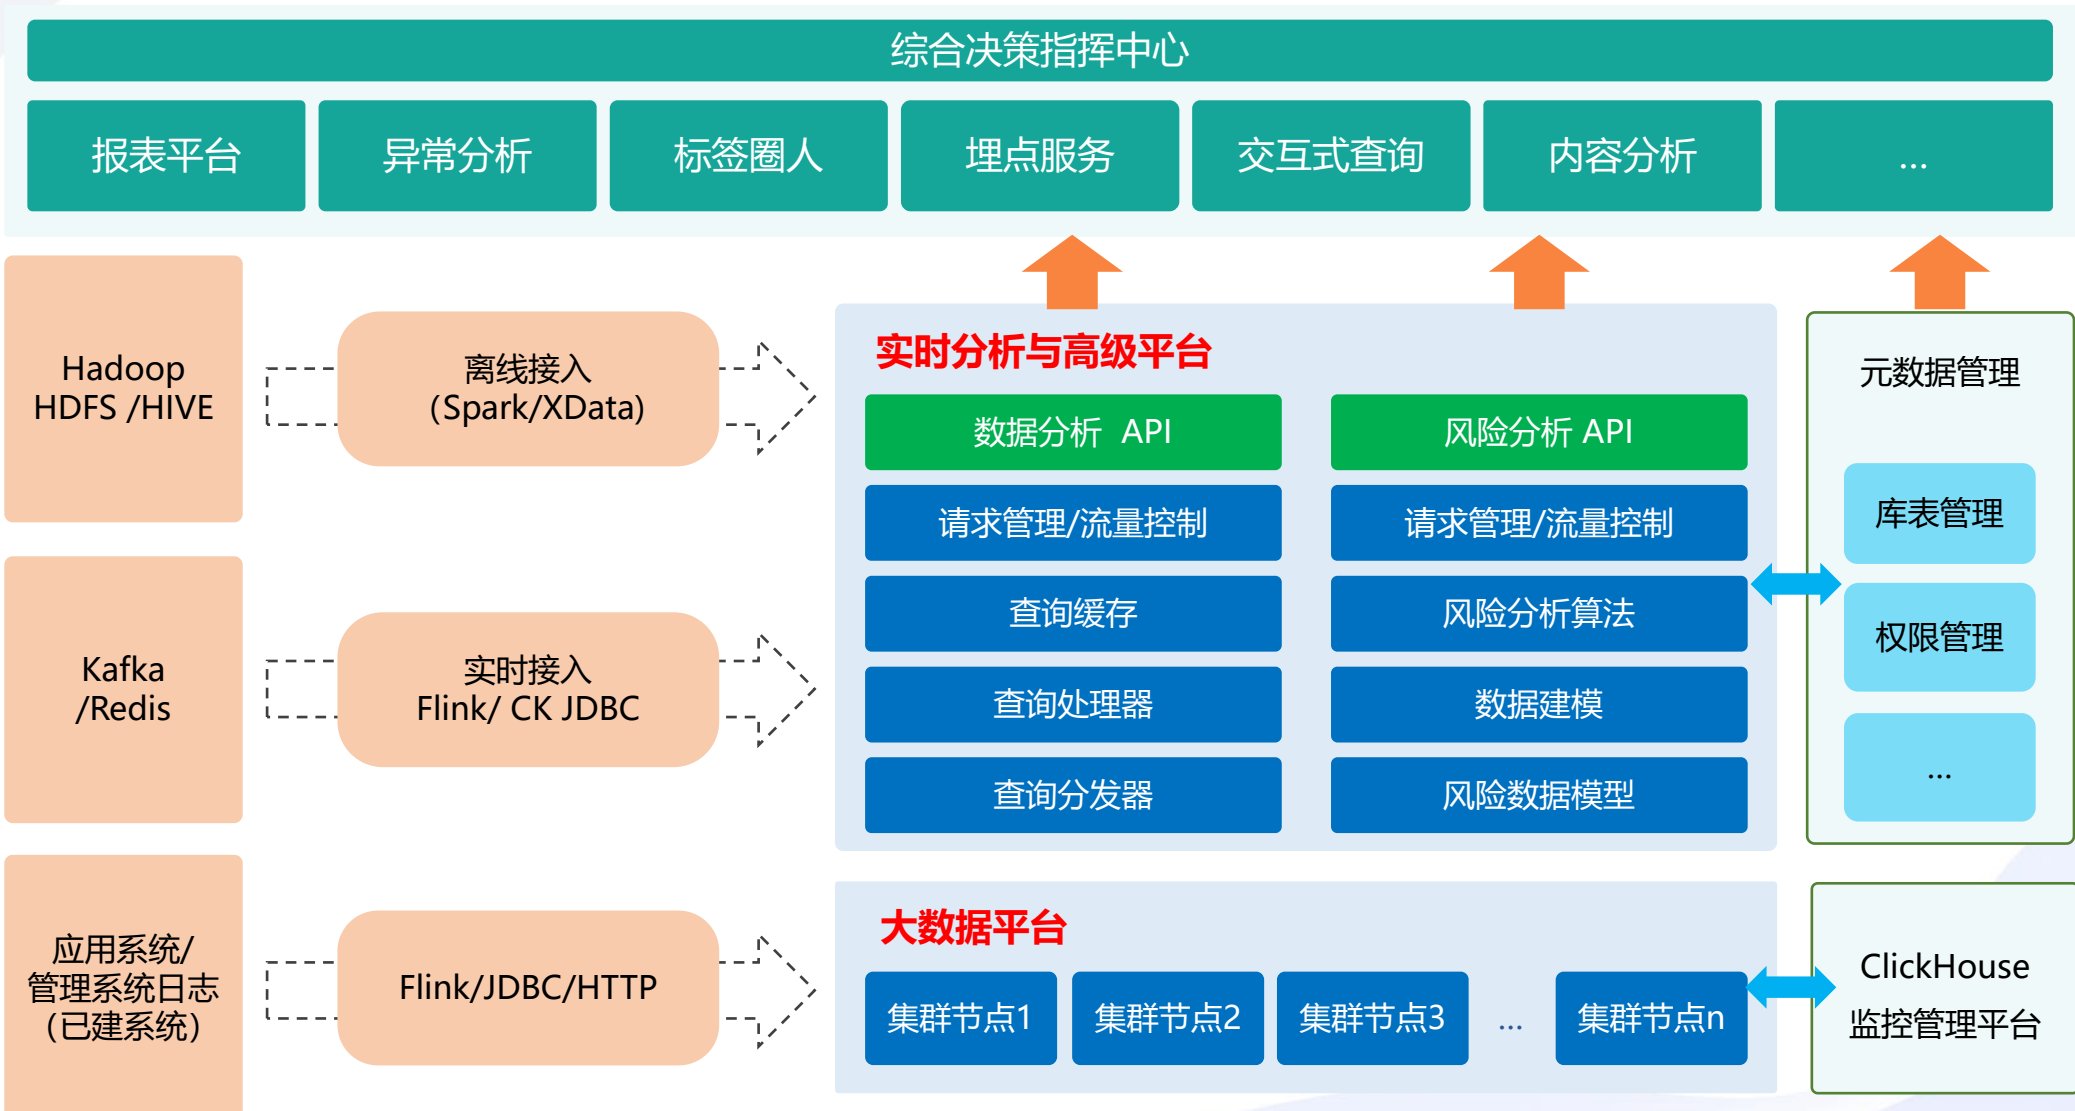 综合决策指挥中心
报表平台
异常分析
标签圈人
埋点服务
交互式查询
内容分析
...
Hadoop
HDFS /HIVE
离线接入
（Spark/XData)
Kafka
/Redis
实时接入
Flink/ CK JDBC
应用系统/
管理系统日志
（已建系统）
Flink/JDBC/HTTP
实时分析与高级平台
数据分析 API
请求管理/流量控制
查询缓存
查询处理器
查询分发器
风险分析 API
请求管理/流量控制
风险分析算法
数据建模
风险数据模型
元数据管理
库表管理
权限管理
...
大数据平台
集群节点1
集群节点2
集群节点3
...
集群节点n
ClickHouse
监控管理平台